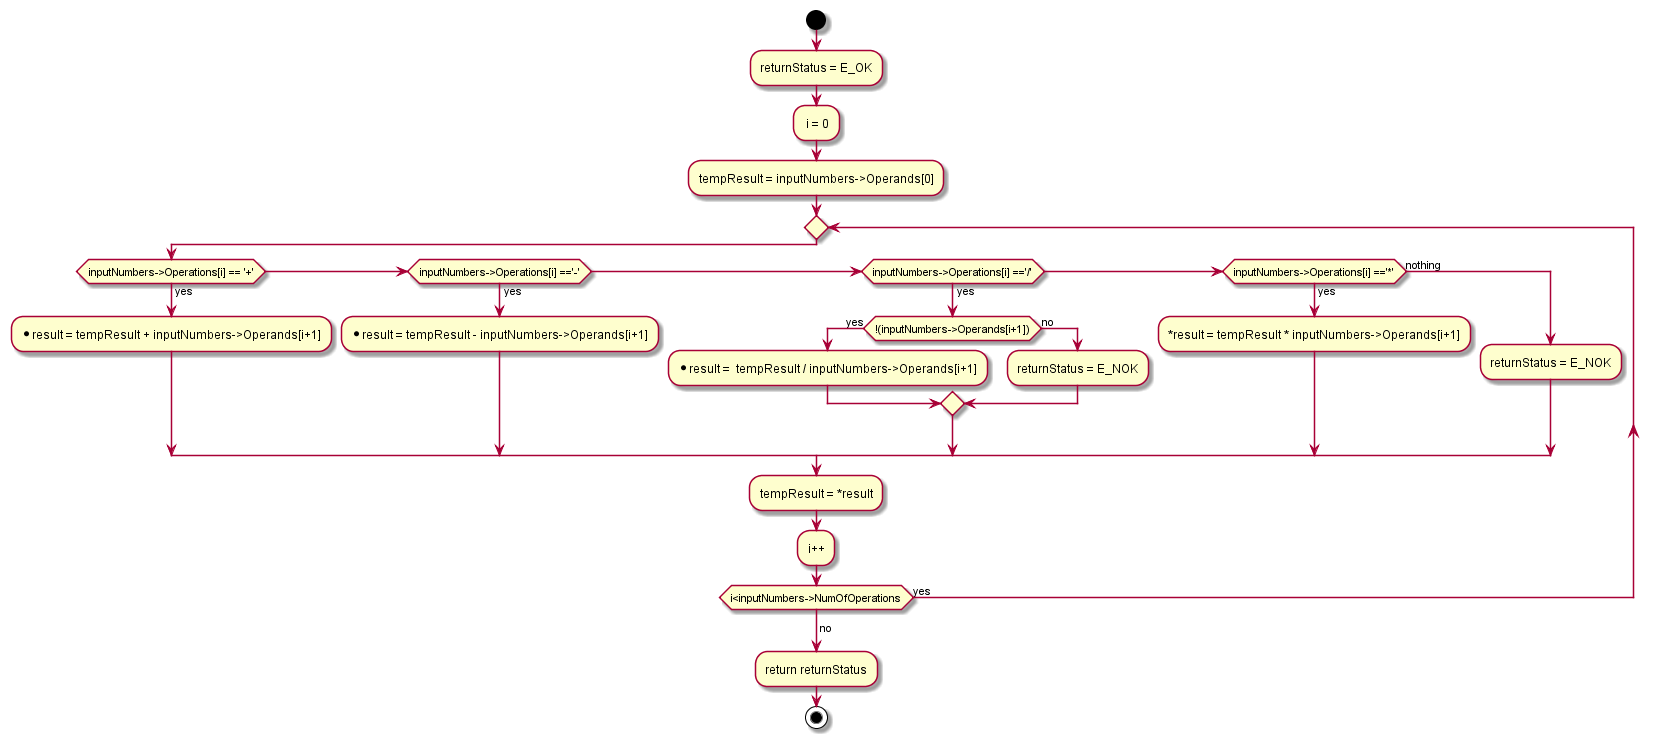 returnStatus = E_OK
i = 0
tempResult = inputNumbers->Operands[0]
inputNumbers->Operations[i] == '+'
inputNumbers->Operations[i] =='-'
inputNumbers->Operations[i] =='/'
inputNumbers->Operations[i] =='*'
nothing
yes
yes
yes
yes
•result = tempResult + inputNumbers->Operands[i+1]
•result = tempResult - inputNumbers->Operands[i+1]
yes
!(inputNumbers->Operands[i+1])
no
*result = tempResult * inputNumbers->Operands[i+1]
•result =  tempResult / inputNumbers->Operands[i+1]
returnStatus = E_NOK
returnStatus = E_NOK
tempResult = *result
i++
i<inputNumbers->NumOfOperations
yes
no
return returnStatus